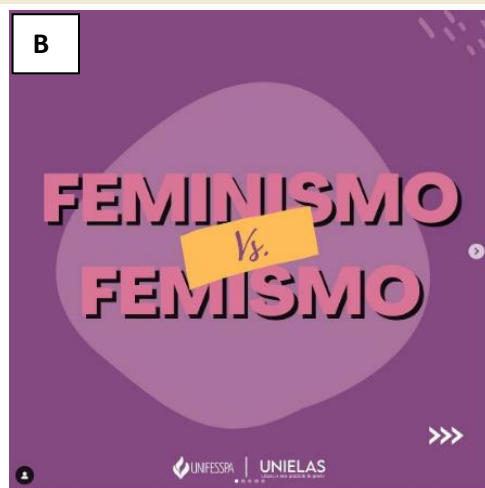 B
FEMINISMO
Vs.
FEMISMO
>>>
UNIFESSPA | UNIELAS